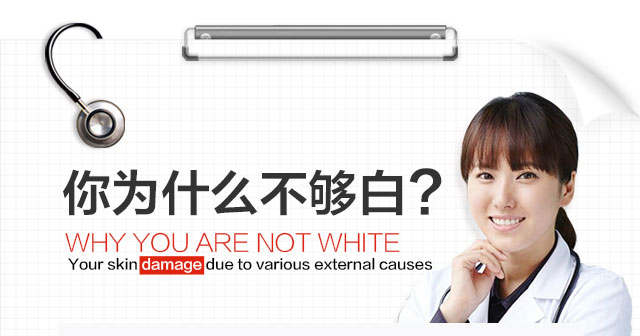 你为什么不够白?
WHY YOU ARE NOT WHITE
Your skin damage due to various external causes